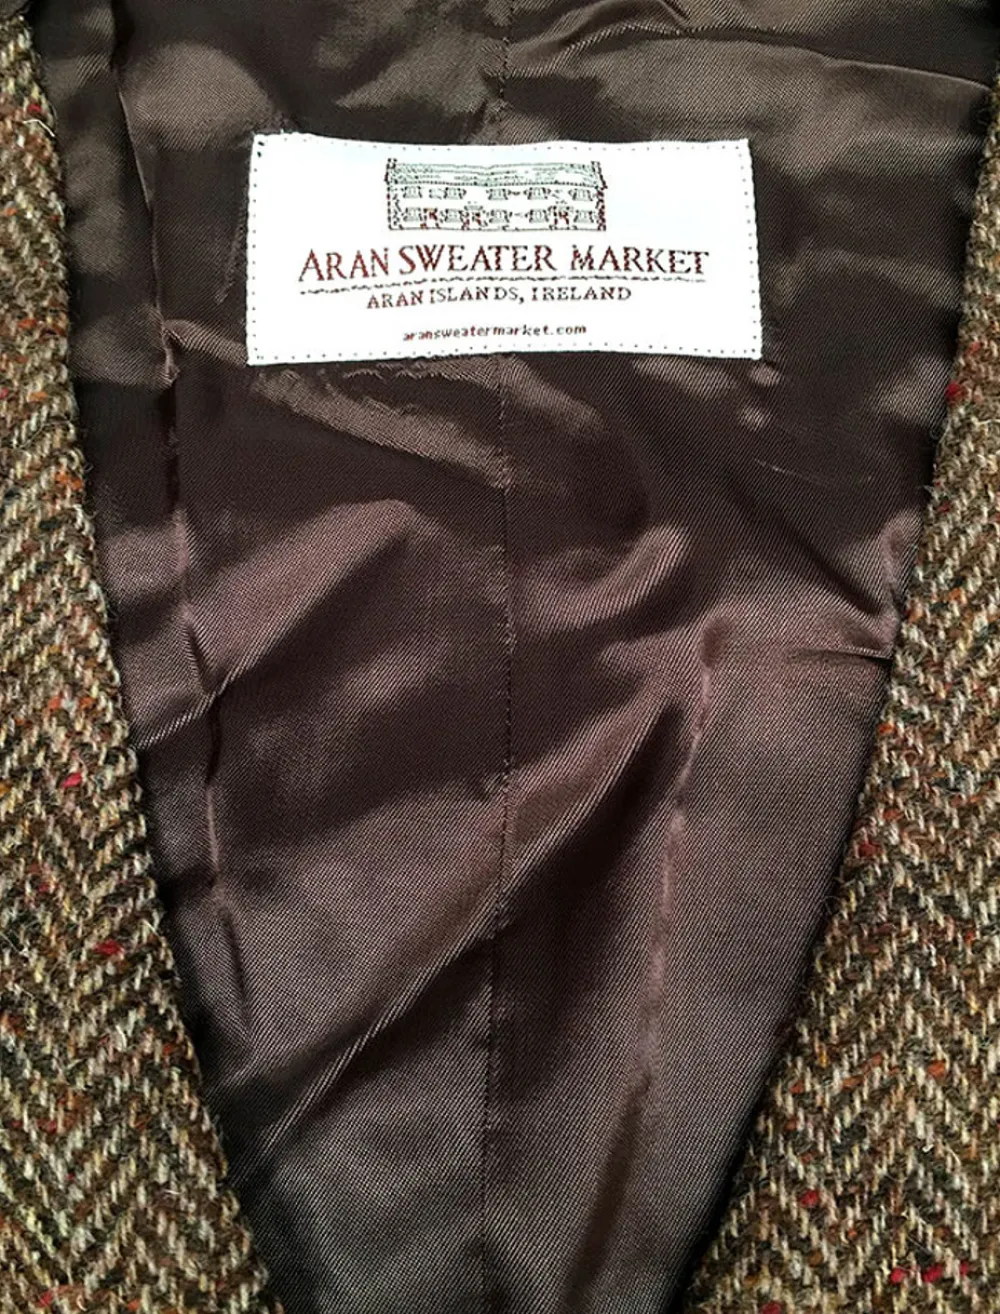 ARAN SWEATER MARKET
ARAN ISLANDS, IRELAND
aransweatermarket.com